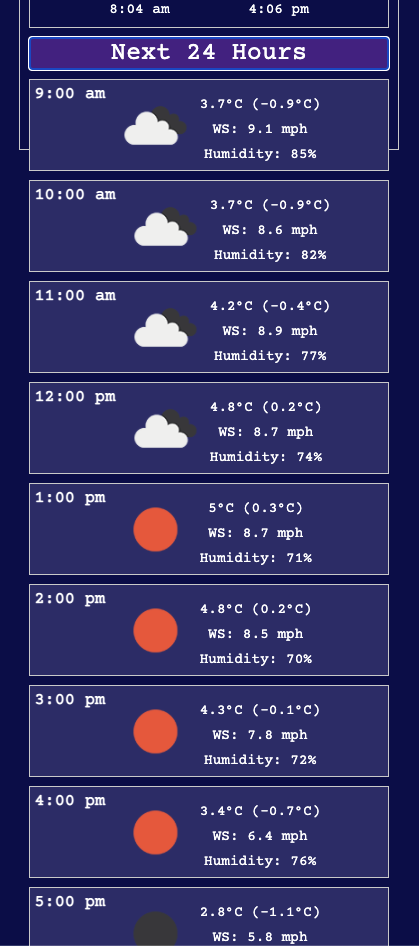 8:04 am 4:06 pm
Next 24 Hours
9:00 am
3.7°C (-0.9°C)
WS: 9.1 mph
Humidity: 85%
10:00 am
3.7°C (-0.9°C)
WS: 8.6 mph
Humidity: 82%
11:00 am
4.2°C (-0.4°C)
WS: 8.9 mph
Humidity: 77%
12:00 pm
4.8°C (0.2°C)
WS: 8.7 mph
Humidity: 74%
1:00 pm
5°C (0.3°C)
WS: 8.7 mph
Humidity: 71%
2:00 pm
4.8°C (0.2°C)
WS: 8.5 mph
Humidity: 70%
3:00 pm
4.3°C (-0.1°C)
WS: 7.8 mph
Humidity: 72%
4:00 pm
3.4°C (-0.7°C)
WS: 6.4 mph
Humidity: 76%
5:00 pm
2.8°C (-1.1°C)
WS: 5.8 mph